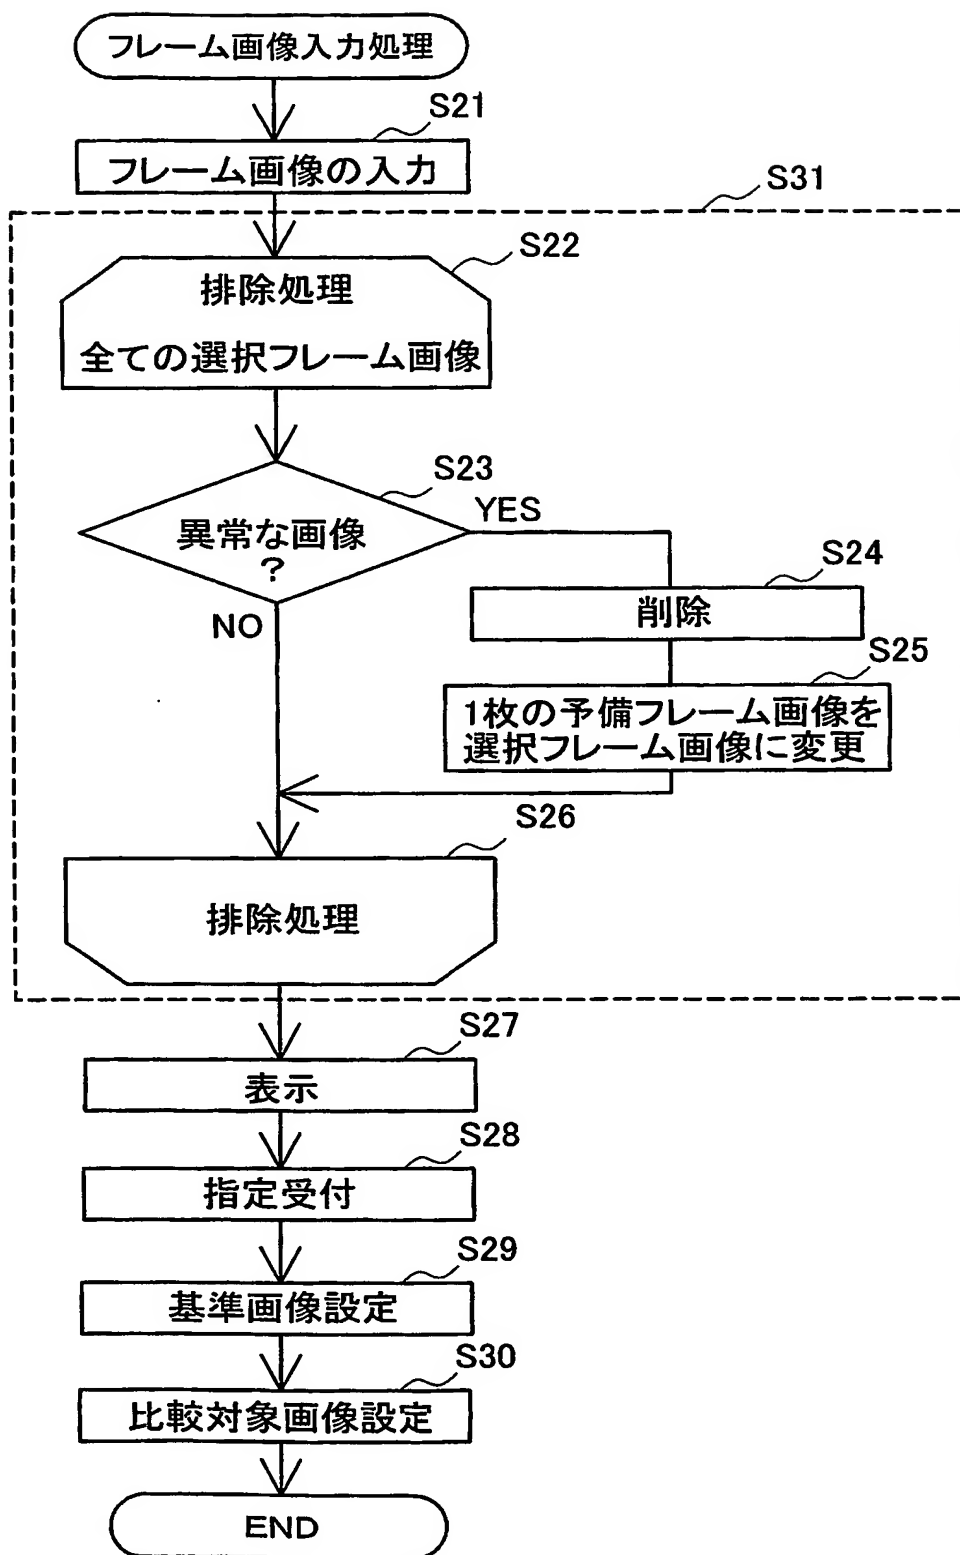 フレーム画像入力処理
S21
フレーム画像の入力
S31
S22
排除処理
全ての選択フレーム画像
S23
異常な画像
?
YES
NO
S24
削除
S25
1枚の予備フレーム画像を
選択フレーム画像に変更
S26
排除処理
S27
表示
S28
指定受付
S29
基準画像設定
S30
比較対象画像設定
END